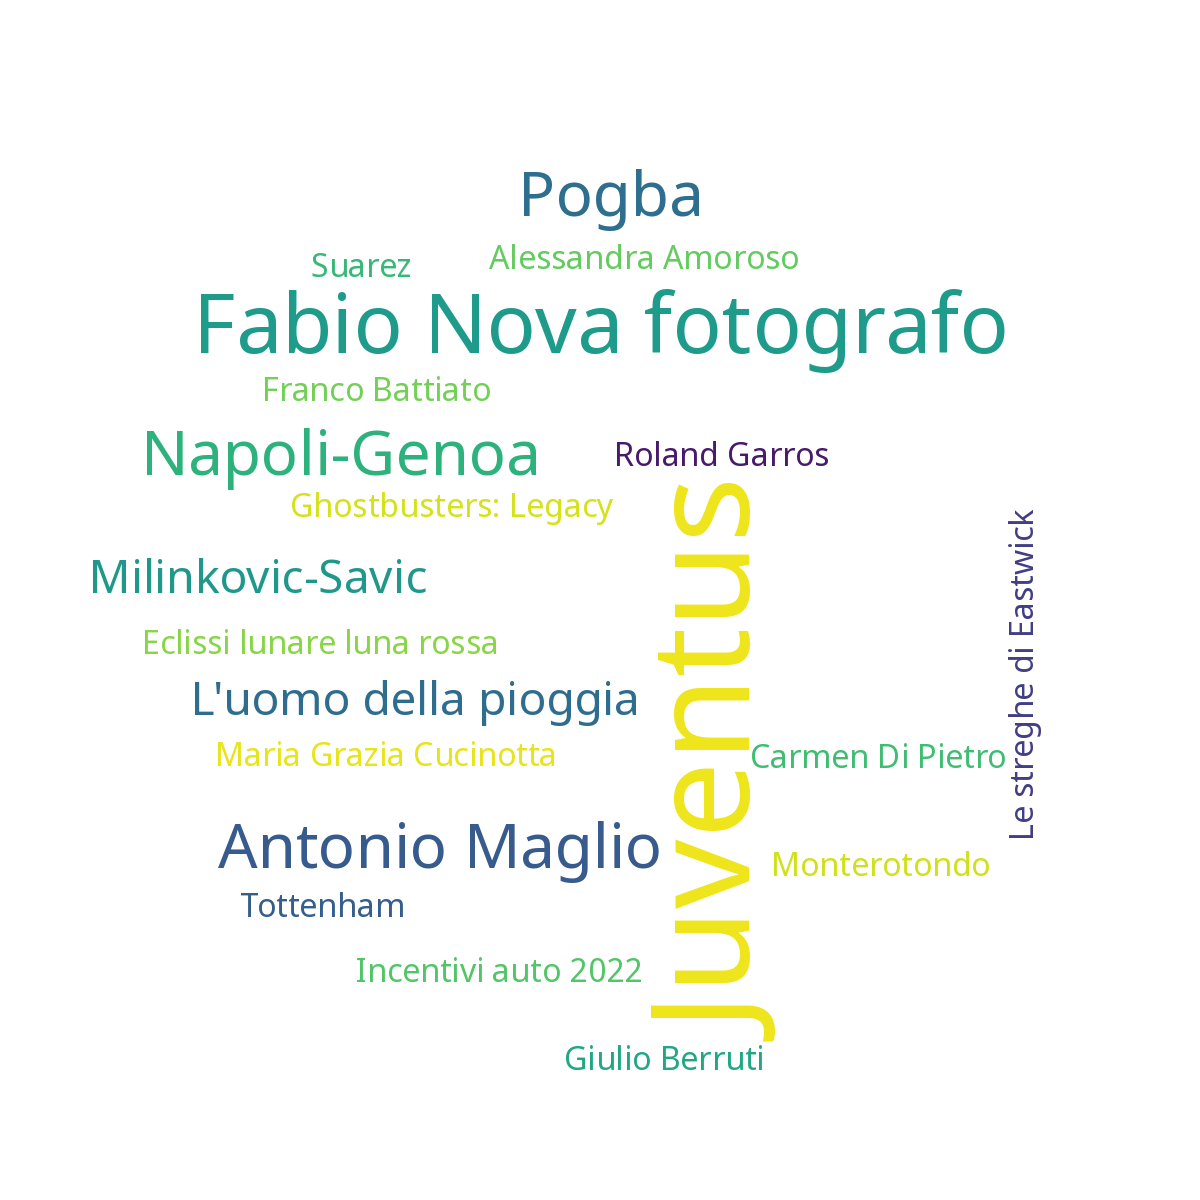 Pogba
Suarez
Alessandra Amoroso
Fabio Nova fotografo
Franco Battiato
Napoli-Genoa
Roland Garros
Ghostbusters: Legacy
Juventus
Le streghe di Eastwick
Milinkovic-Savic
Eclissi lunare luna rossa
L'uomo della pioggia
Maria Grazia Cucinotta
Carmen Di Pietro
Antonio Maglio
Monterotondo
Tottenham
Incentivi auto 2022
Giulio Berruti